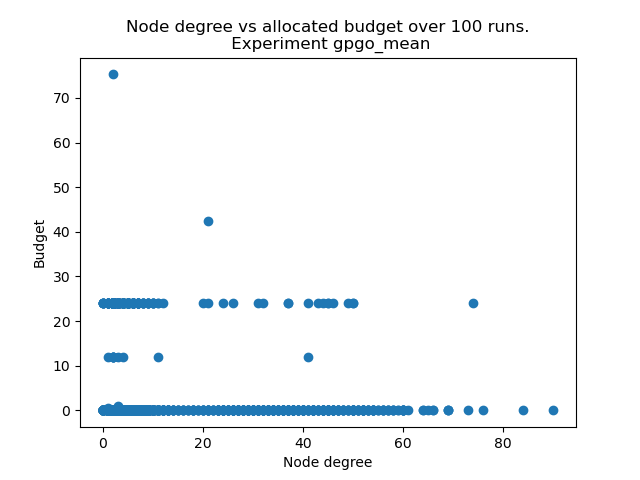 Node degree vs allocated budget over 100 runs.
Experiment gpgo_mean
70
60
50
40
30
20
10
0
Budget
0 20 40 60 80
Node degree